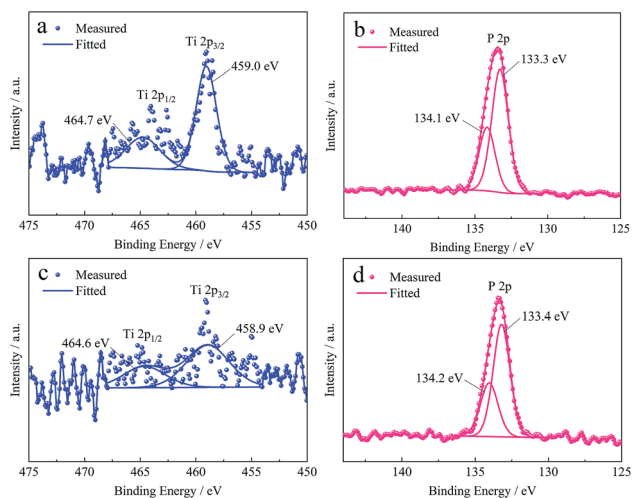 a
Measured
Fitted
Ti 2p3/2
459.0 eV
Ti 2p1/2
464.7 eV
Intensity / a.u.
475 470 465 460 455 450
Binding Energy / eV
b
Measured
Fitted
P 2p
133.3 eV
134.1 eV
Intensity / a.u.
140 135 130 125
Binding Energy / eV
c
Measured
Fitted
Ti 2p3/2
458.9 eV
464.6 eV
Ti 2p1/2
Intensity / a.u.
475 470 465 460 455 450
Binding Energy / eV
d
Measured
Fitted
P 2p
133.4 eV
134.2 eV
Intensity / a.u.
140 135 130 125
Binding Energy / eV